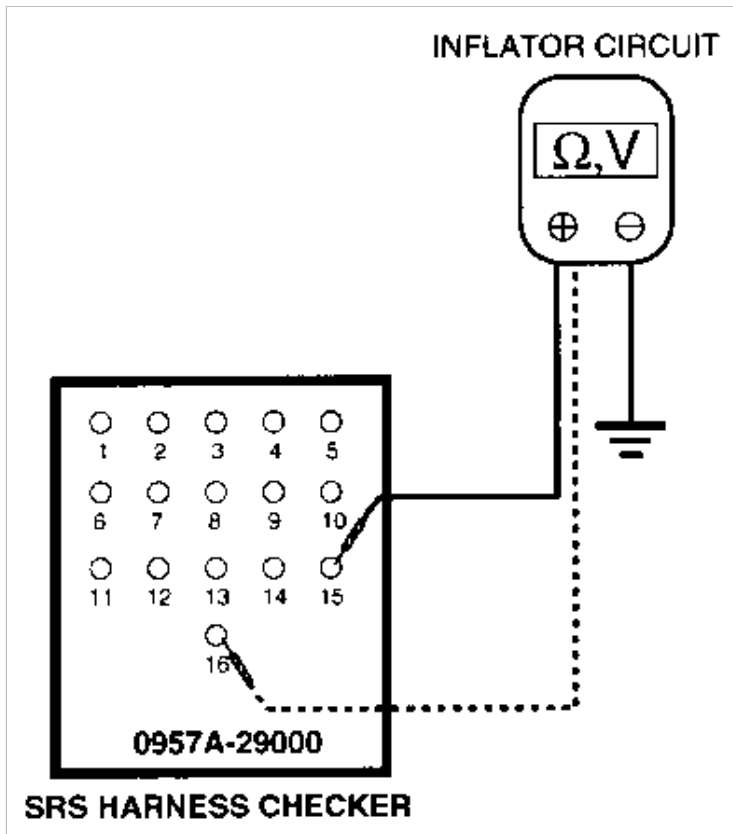 INFLATOR CIRCUIT
Ω,V
⊕ ⊖
1 2 3 4 5
6 7 8 9 10
11 12 13 14 15
16
0957A-29000
SRS HARNESS CHECKER